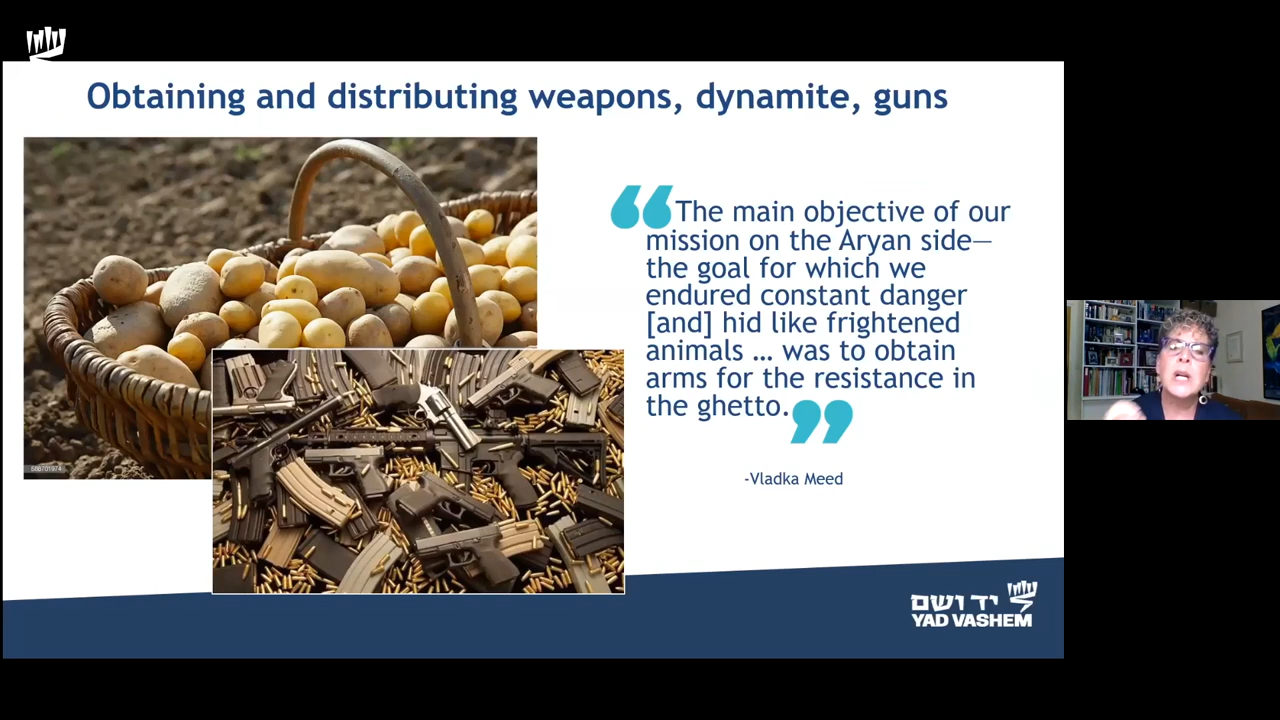 Obtaining and distributing weapons, dynamite, guns
“The main objective of our
mission on the Aryan side—
the goal for which we
endured constant danger
[and] hid like frightened
animals … was to obtain
arms for the resistance in
the ghetto.”
-Vladka Meed
יד ושם
YAD VASHEM